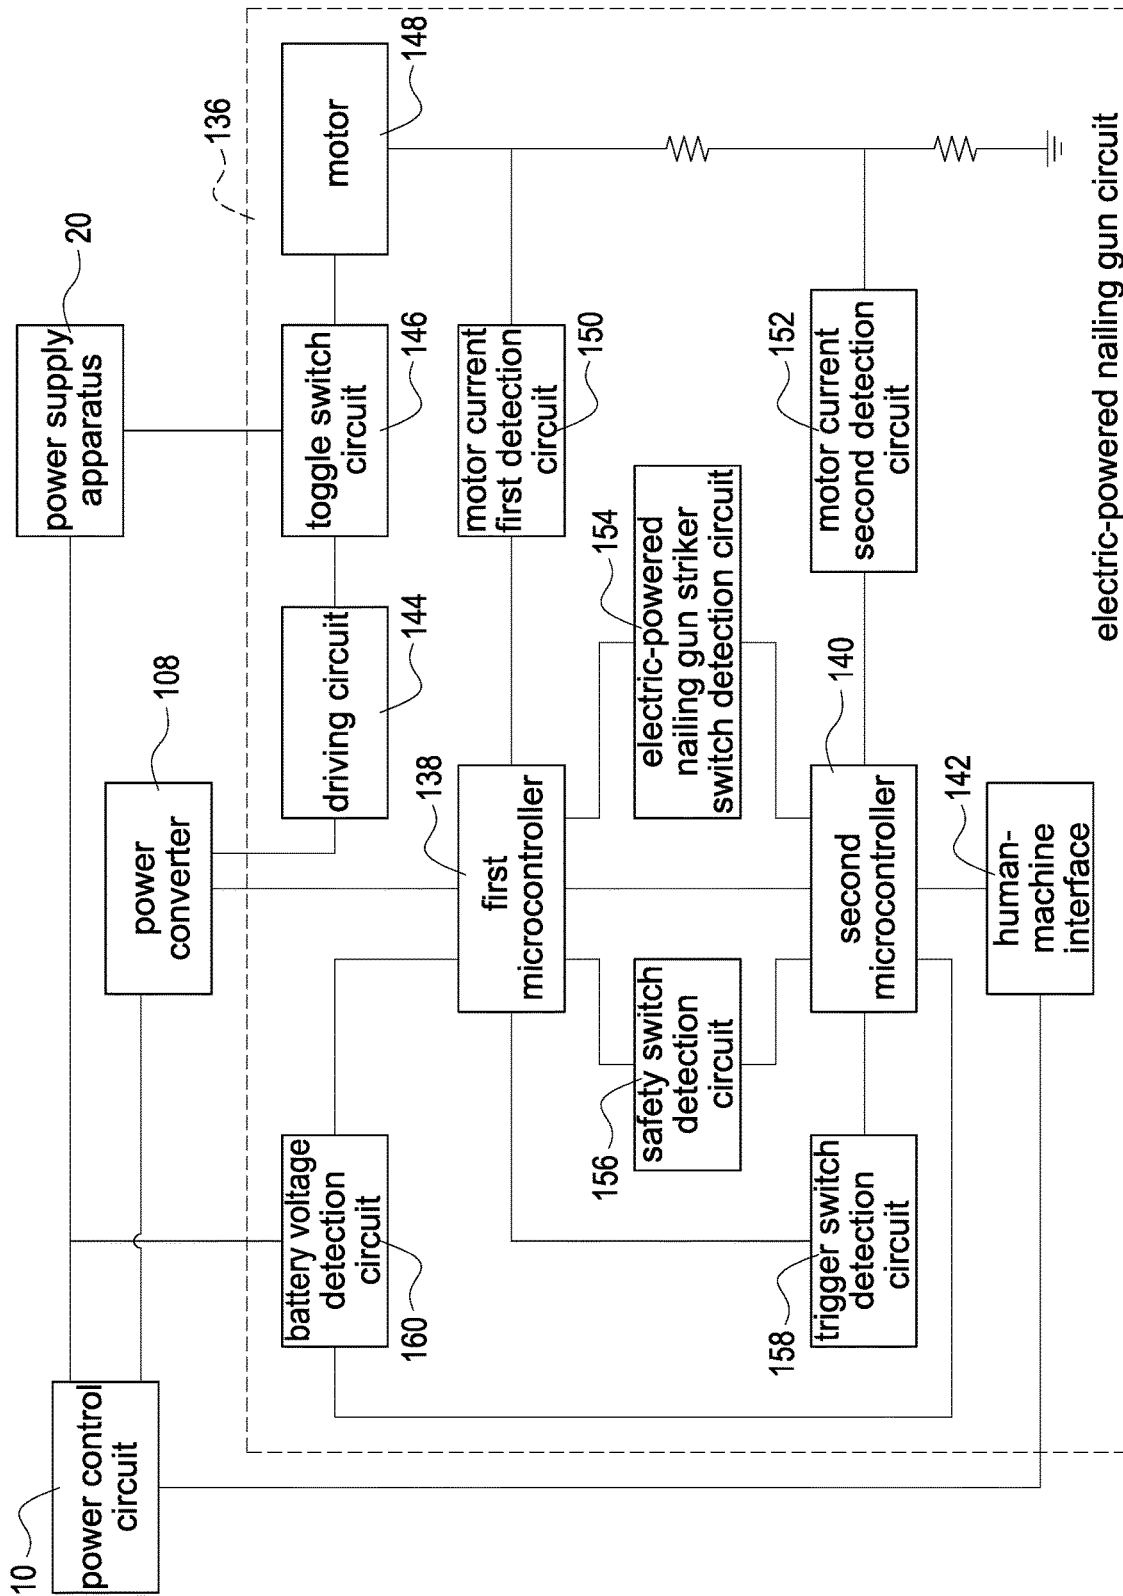 10
power control
circuit
20
power supply
apparatus
108
power
converter
136
160
battery voltage
detection
circuit
144
driving circuit
146
toggle switch
circuit
148
motor
138
first
microcontroller
150
motor current
first detection
circuit
156
safety switch
detection
circuit
154
electric-powered
nailing gun striker
switch detection circuit
158
trigger switch
detection
circuit
140
second
microcontroller
152
motor current
second detection
circuit
142
human-
machine
interface
electric-powered nailing gun circuit